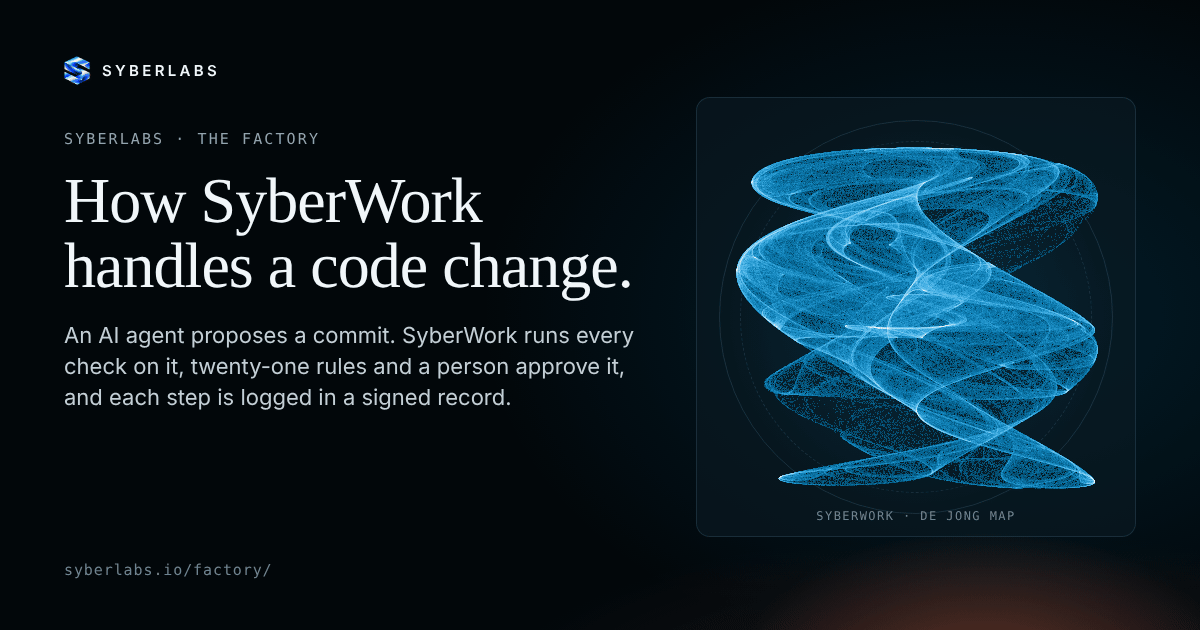 SYBERLABS
SYBERLABS · THE FACTORY
How SyberWork
handles a code change.
An AI agent proposes a commit. SyberWork runs every
check on it, twenty-one rules and a person approve it,
and each step is logged in a signed record.
SYBERWORK · DE JONG MAP
syberlabs.io/factory/